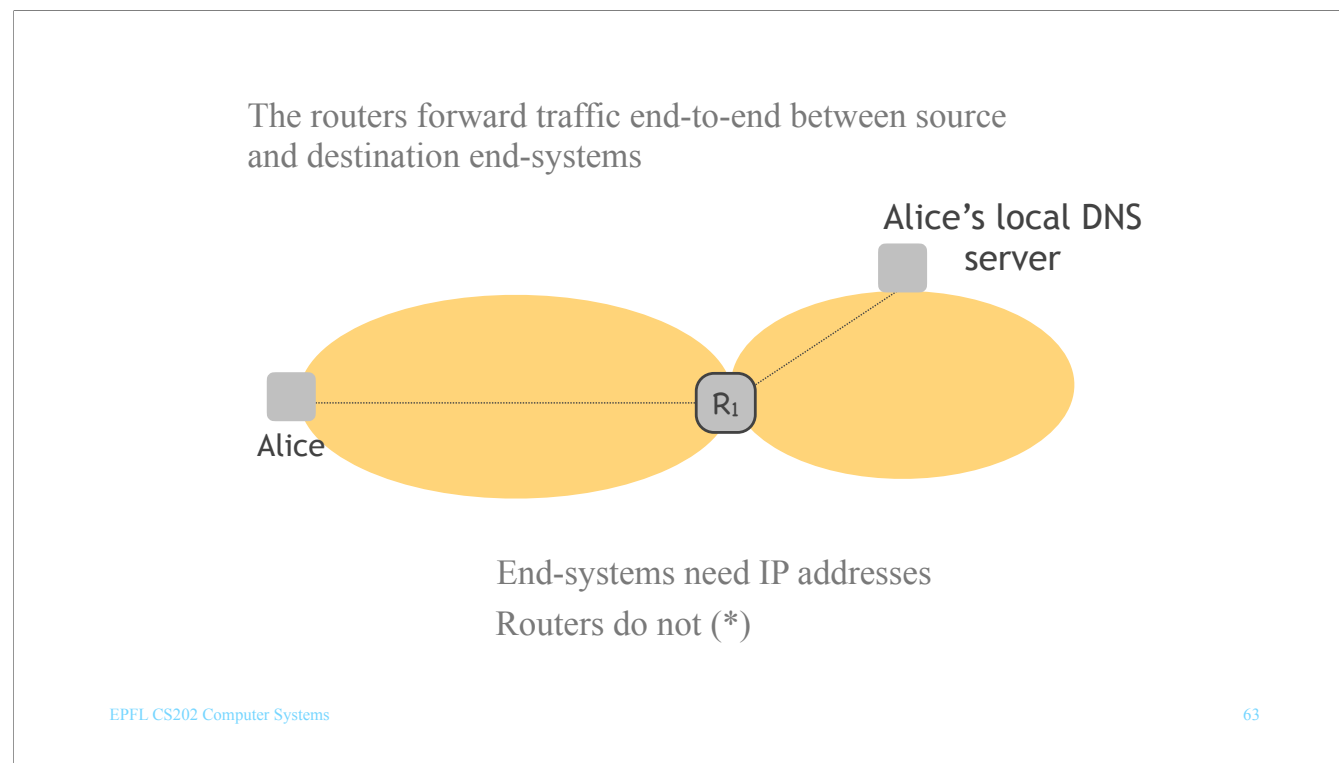 The routers forward traffic end-to-end between source
and destination end-systems
Alice’s local DNS
server
R₁
Alice
End-systems need IP addresses
Routers do not (*)
EPFL CS202 Computer Systems
63